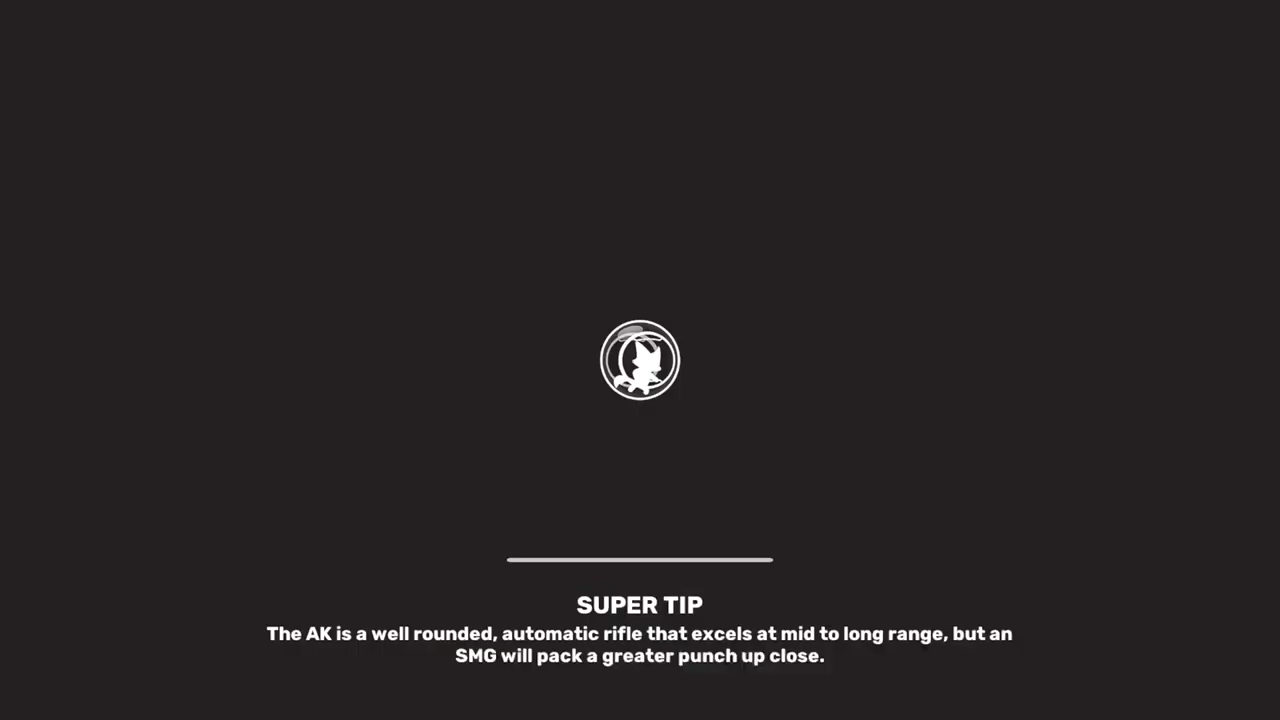 SUPER TIP
The AK is a well rounded, automatic rifle that excels at mid to long range, but an
SMG will pack a greater punch up close.